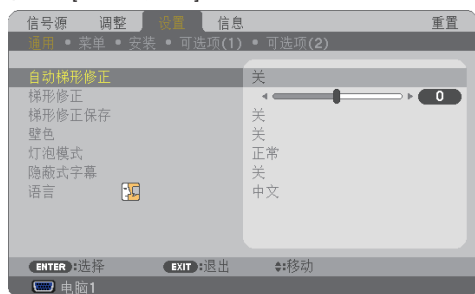 信号源 调整 设置 信息 重置
通用 • 菜单 • 安装 • 可选项(1) • 可选项(2)
自动梯形修正 关
梯形修正 0
梯形修正保存 关
壁色 关
灯泡模式 正常
隐蔽式字幕 关
语言 中文
ENTER:选择 EXIT:退出 :移动
电脑1